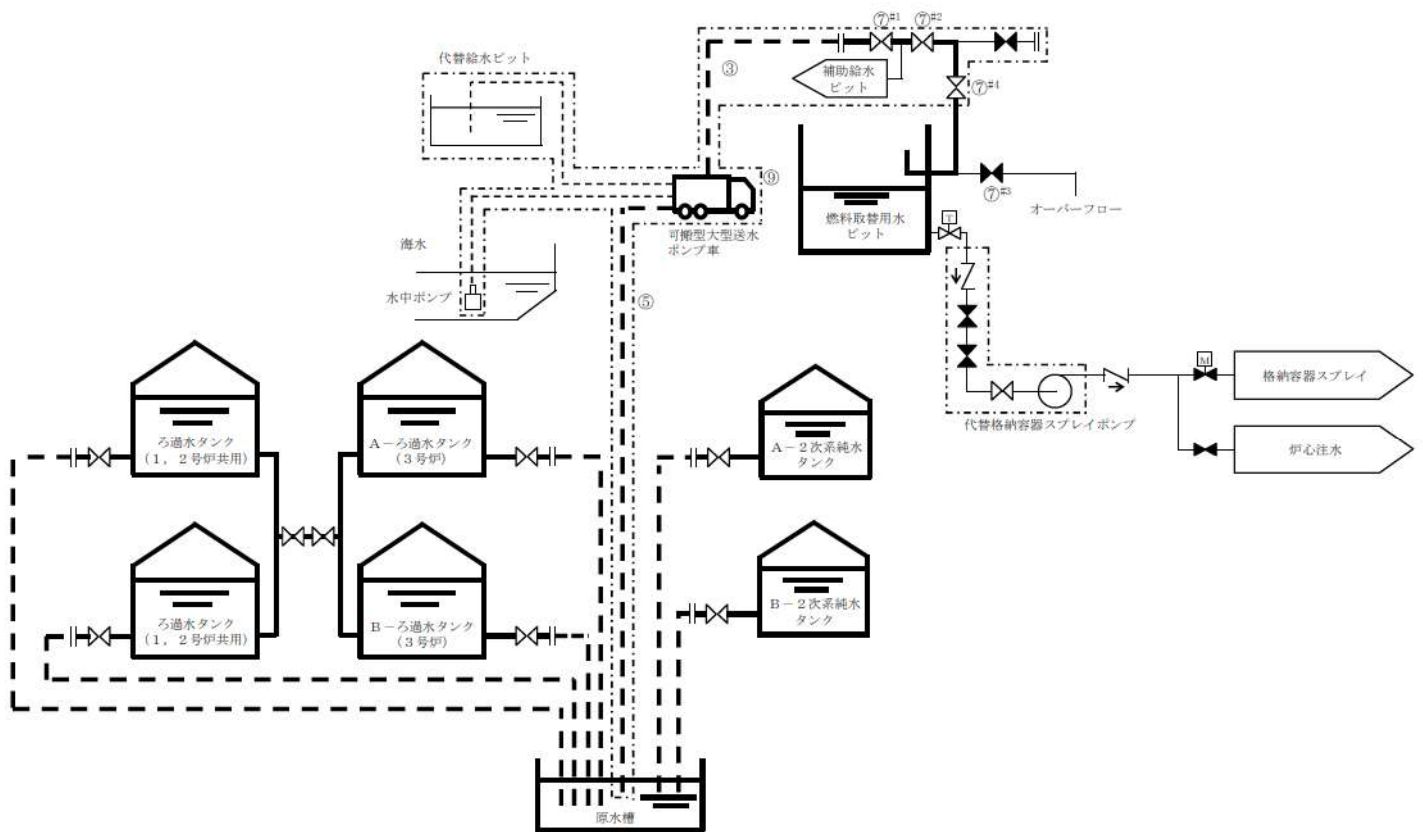 ⑦#1
⑦#2
代替給水ピット
③
補助給水
ピット
⑦#4
⑨
⑦#3
オーバーフロー
燃料取替用水
ピット
T
可搬型大型送水
ポンプ車
海水
水中ポンプ
⑤
M
格納容器スプレイ
代替格納容器スプレイポンプ
炉心注水
ろ過水タンク
(1,2号炉共用)
A-ろ過水タンク
(3号炉)
A-2次系純水
タンク
ろ過水タンク
(1,2号炉共用)
B-ろ過水タンク
(3号炉)
B-2次系純水
タンク
原水槽